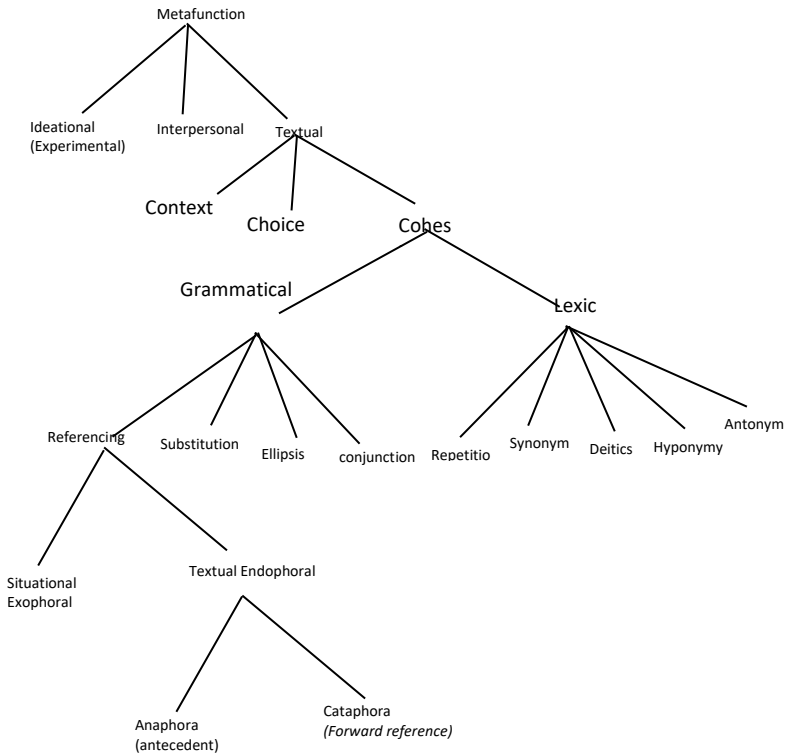 Metafunction
Ideational
(Experimental)
Interpersonal
Textual
Context
Choice
Cohes
Grammatical
Lexic
Referencing
Substitution
Ellipsis
conjunction
Repetitio
Synonym
Deitics
Hyponymy
Antonym
Situational
Exophoral
Textual Endophoral
Anaphora
(antecedent)
Cataphora
(Forward reference)